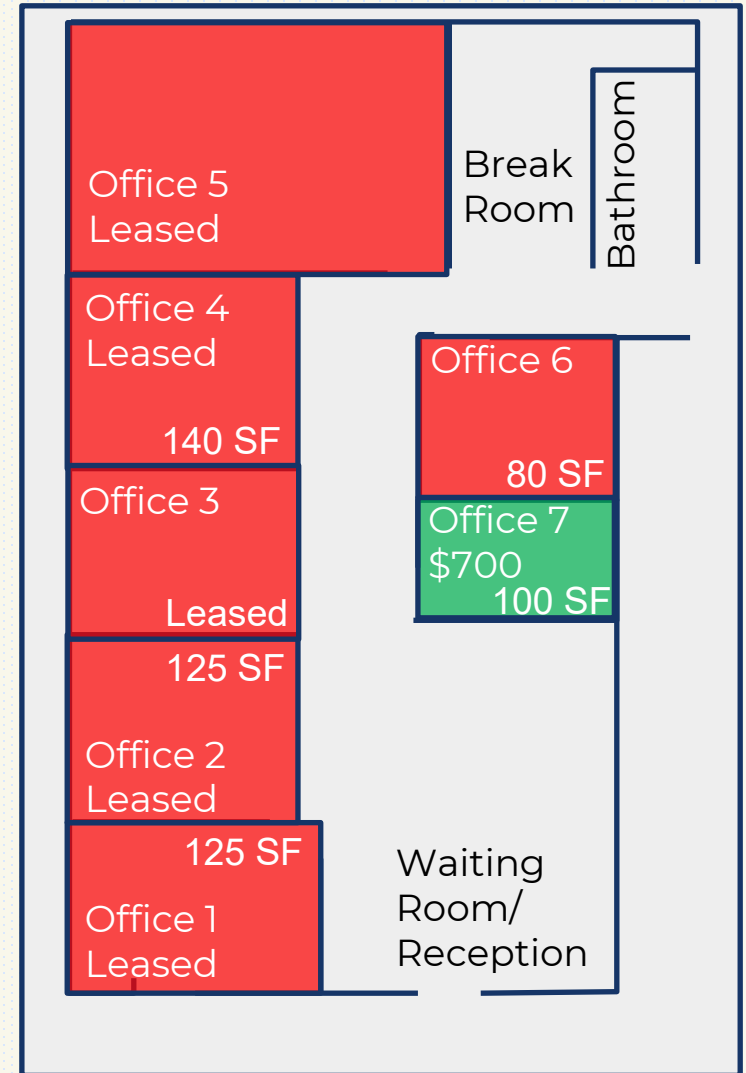 Office 5
Leased
Break
Room
Bathroom
Office 4
Leased
140 SF
Office 6
80 SF
Office 3
Leased
Office 7
$700
100 SF
125 SF
Office 2
Leased
125 SF
Office 1
Leased
Waiting
Room/
Reception